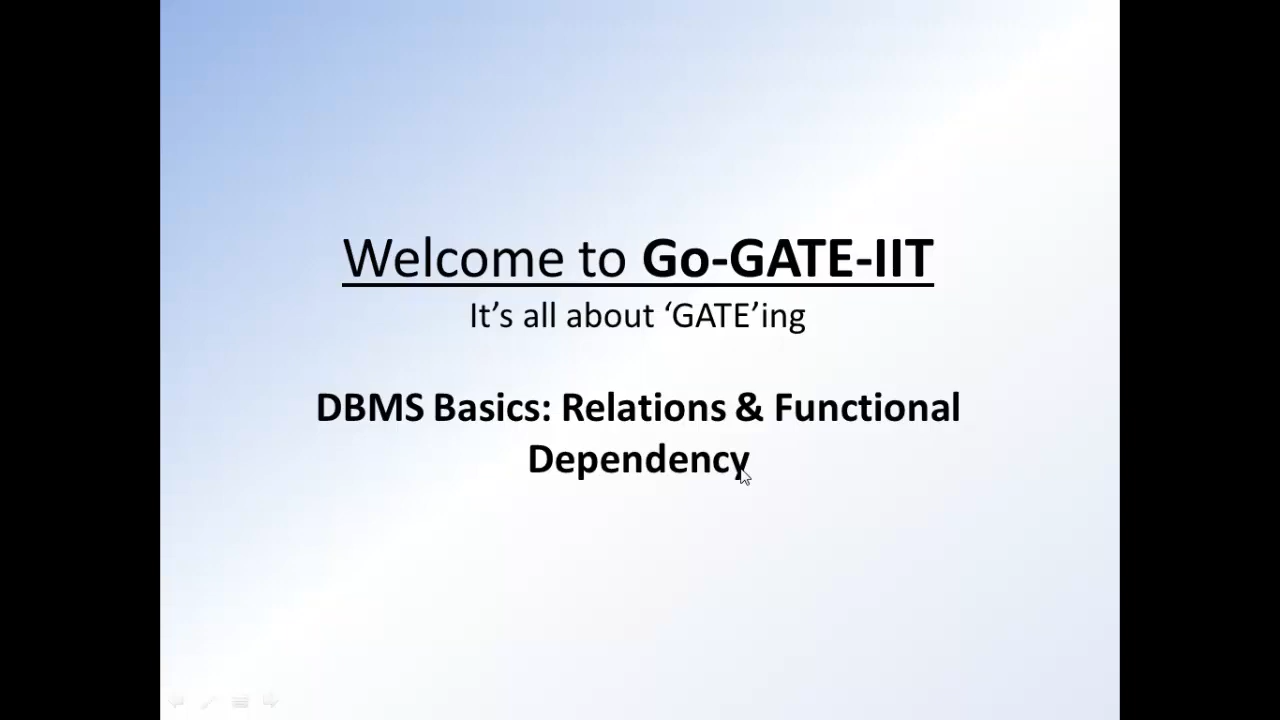 Welcome to Go-GATE-IIT
It's all about ‘GATE’ing
DBMS Basics: Relations & Functional
Dependency